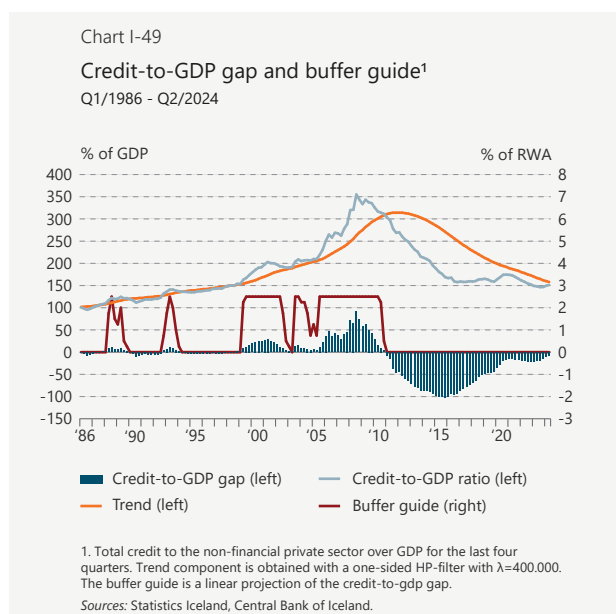 Chart I-49
Credit-to-GDP gap and buffer guide¹
Q1/1986 - Q2/2024
% of GDP % of RWA
400 8
350 7
300 6
250 5
200 4
150 3
100 2
50 1
0 0
-50 -1
-100 -2
-150 -3
‘86 ‘90 ‘95 ‘00 ‘05 ‘10 ‘15 ‘20
Credit-to-GDP gap (left) Credit-to-GDP ratio (left)
Trend (left) Buffer guide (right)
1. Total credit to the non-financial private sector over GDP for the last four
quarters. Trend component is obtained with a one-sided HP-filter with λ=400.000.
The buffer guide is a linear projection of the credit-to-gdp gap.
Sources: Statistics Iceland, Central Bank of Iceland.